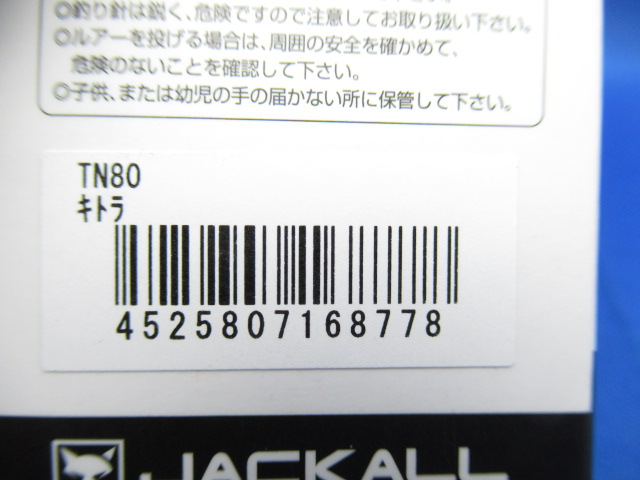 ◎釣り針は鋭く、危険ですので注意してお取り扱い下さい。
◎ルアーを投げる場合は、周囲の安全を確かめて、
危険のないことを確認して下さい。
◎子供、または幼児の手の届かない所に保管して下さい。
TN80
ｷﾄﾗ
4525807168778
JACKALL